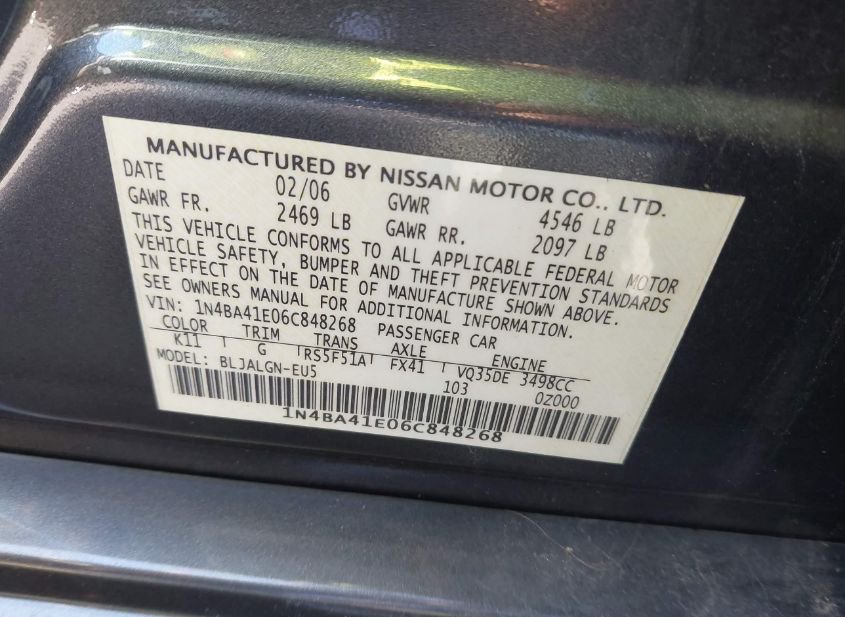 MANUFACTURED BY NISSAN MOTOR CO., LTD.
DATE 02/06 GVWR 4546 LB
GAWR FR. 2469 LB GAWR RR. 2097 LB
THIS VEHICLE CONFORMS TO ALL APPLICABLE FEDERAL MOTOR
VEHICLE SAFETY, BUMPER AND THEFT PREVENTION STANDARDS
IN EFFECT ON THE DATE OF MANUFACTURE SHOWN ABOVE.
SEE OWNERS MANUAL FOR ADDITIONAL INFORMATION.
VIN: 1N4BA41E06C848268 PASSENGER CAR
COLOR TRIM TRANS AXLE ENGINE
K11 G RS5F51A FX41 VQ35DE 3498CC
MODEL: BLJALGN-EU5 103 0Z000
1N4BA41E06C848268